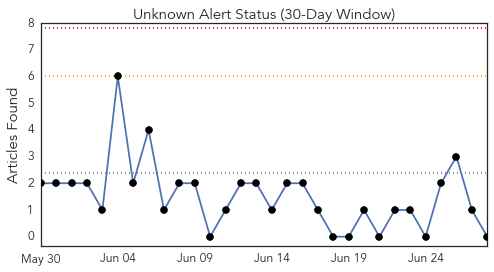 Unknown Alert Status (30-Day Window)
8
7
6
5
4
3
2
1
0
Articles Found
May 30
Jun 04
Jun 09
Jun 14
Jun 19
Jun 24